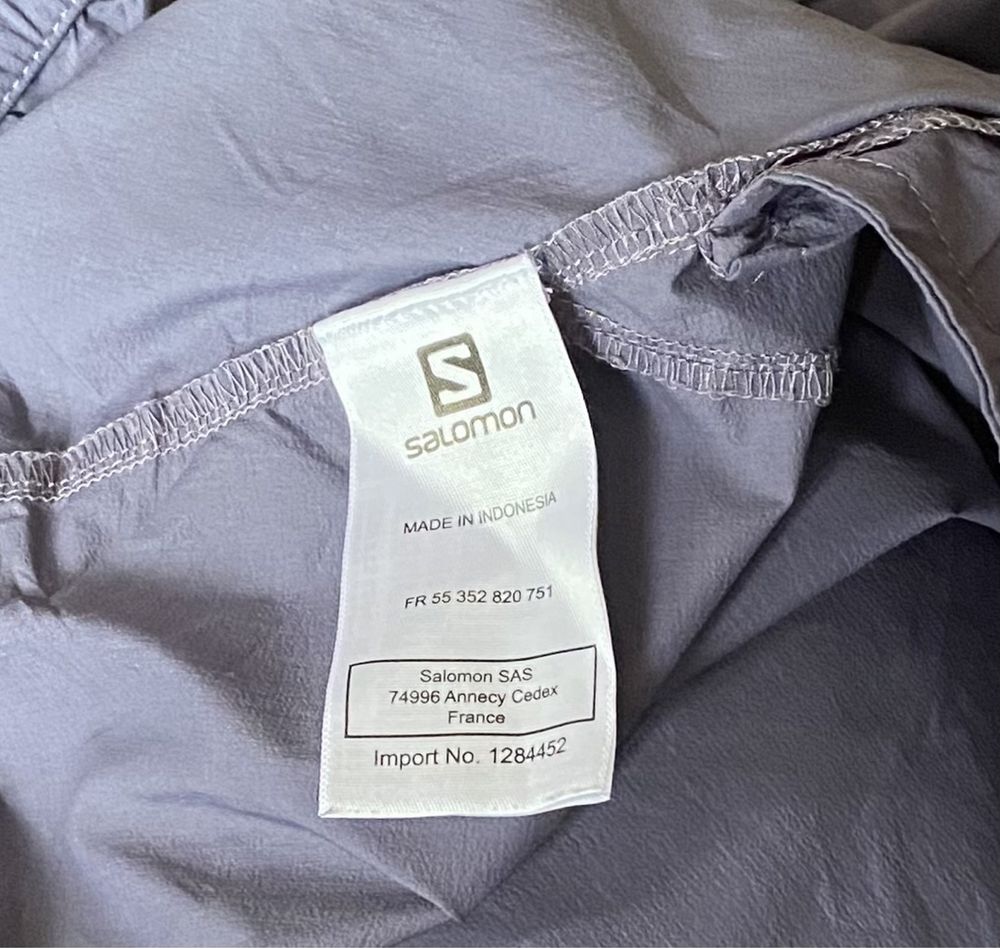 S
salomon
MADE IN INDONESIA
FR 55 352 820 751
Salomon SAS
74996 Annecy Cedex
France
Import No. 1284452